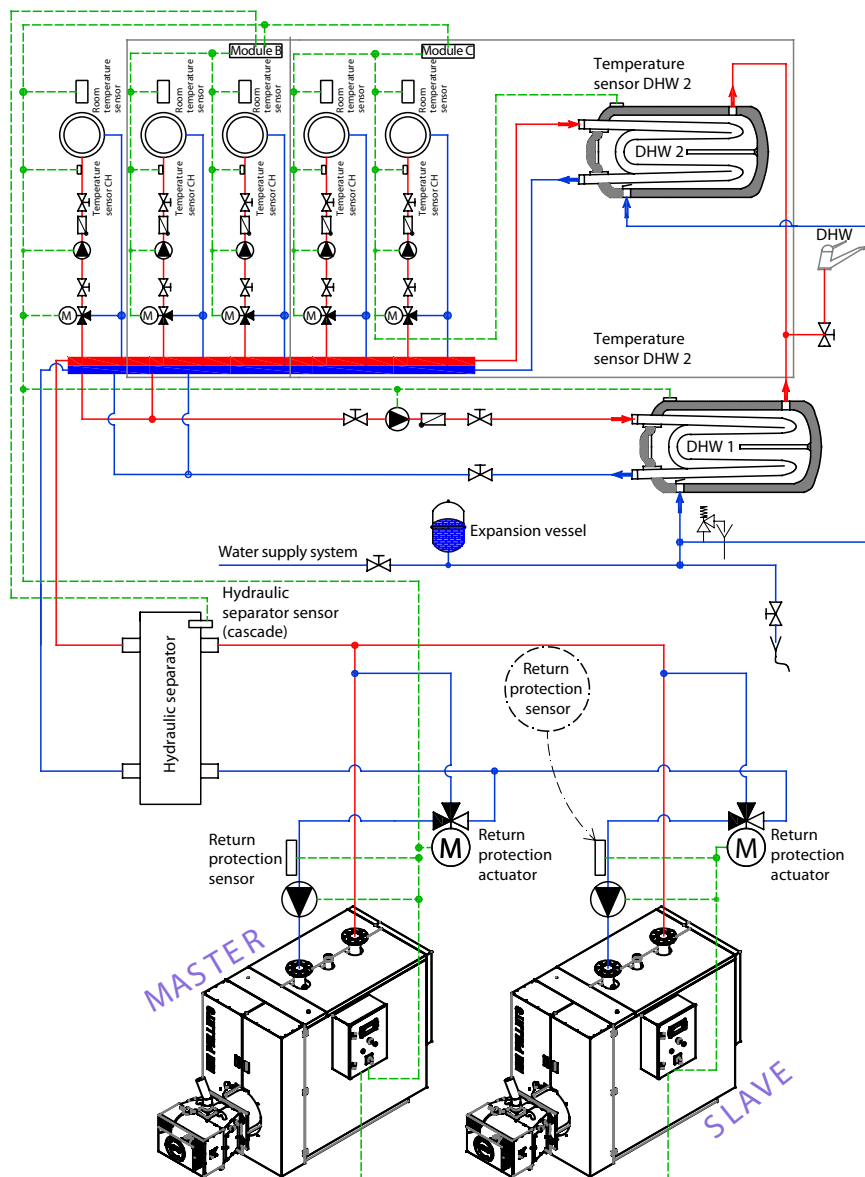 Module B
Module C
Temperature
sensor DHW 2
Room
temperature
sensor
Room
temperature
sensor
Room
temperature
sensor
Room
temperature
sensor
Room
temperature
sensor
DHW 2
Temperature
sensor CH
Temperature
sensor CH
Temperature
sensor CH
Temperature
sensor CH
DHW
M
M
M
M
M
Temperature
sensor DHW 2
DHW 1
Expansion vessel
Water supply system
Hydraulic
separator sensor
(cascade)
Hydraulic separator
Return
protection
sensor
Return
protection
sensor
M
Return
protection
actuator
M
Return
protection
actuator
MASTER
SLAVE